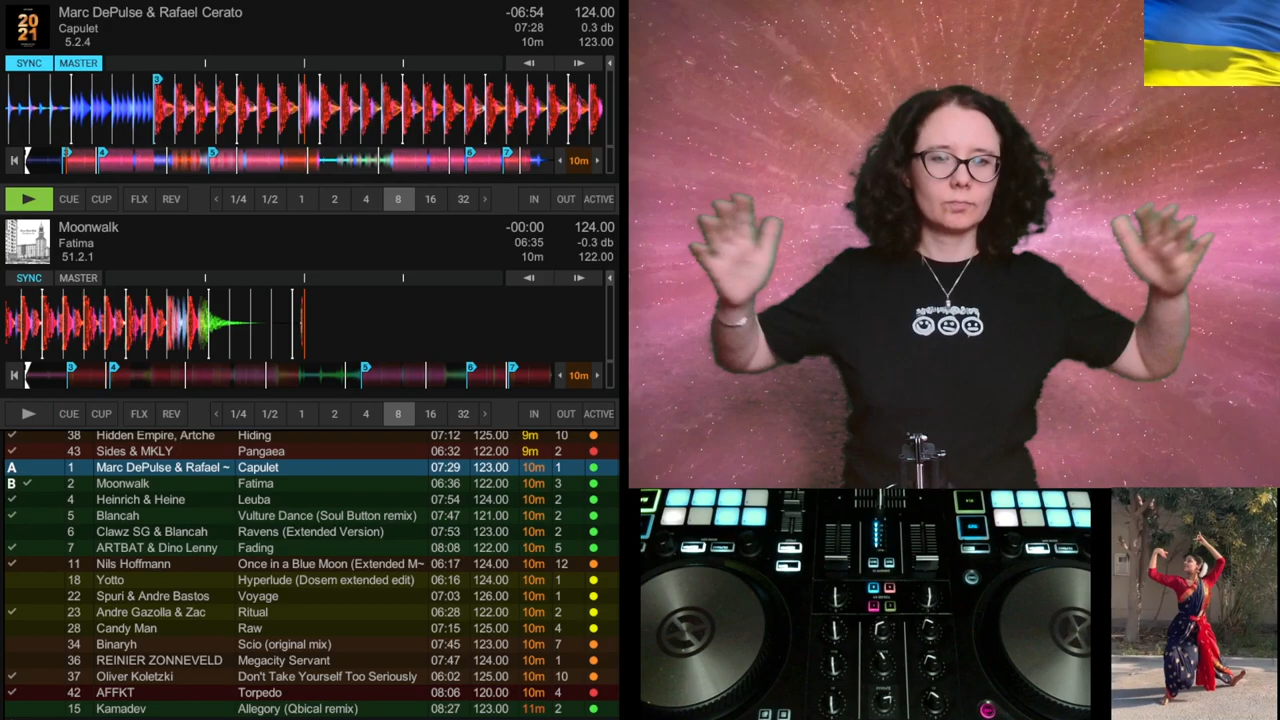 20
21
Marc DePulse & Rafael Cerato -06:54 124.00
Capulet 07:28 0.3 db
5.2.4 10m 123.00
SYNC MASTER
3
3 4 5 6 7 10m
CUE CUP FLX REV 1/4 1/2 1 2 4 8 16 32 IN OUT ACTIVE
Moonwalk -00:00 124.00
Fatima 06:35 -0.3 db
51.2.1 10m 122.00
SYNC MASTER
3 4 5 6 7 10m
CUE CUP FLX REV 1/4 1/2 1 2 4 8 16 32 IN OUT ACTIVE
38 Hidden Empire, Artche Hiding 07:12 125.00 9m 10
43 Sides & MKLY Pangaea 06:32 122.00 9m 2
A 1 Marc DePulse & Rafael ~ Capulet 07:29 123.00 10m 1
B 2 Moonwalk Fatima 06:36 122.00 10m 3
4 Heinrich & Heine Leuba 07:54 124.00 10m 2
5 Blancah Vulture Dance (Soul Button remix) 07:47 121.00 10m 2
6 Clawz SG & Blancah Ravens (Extended Version) 07:53 123.00 10m 2
7 ARTBAT & Dino Lenny Fading 08:08 122.00 10m 5
11 Nils Hoffmann Once in a Blue Moon (Extended M~ 06:17 124.00 10m 12
18 Yotto Hyperlude (Dosem extended edit) 06:16 124.00 10m 1
22 Spuri & Andre Bastos Voyage 07:03 126.00 10m 1
23 Andre Gazolla & Zac Ritual 06:28 122.00 10m 2
28 Candy Man Raw 07:15 125.00 10m 4
34 Binaryh Scio (original mix) 07:45 123.00 10m 7
36 REINIER ZONNEVELD Megacity Servant 07:47 124.00 10m 1
37 Oliver Koletzki Don't Take Yourself Too Seriously 06:02 125.00 10m 10
42 AFFKT Torpedo 08:06 120.00 10m 4
15 Kamadev Allegory (Qbical remix) 08:27 123.00 11m 2